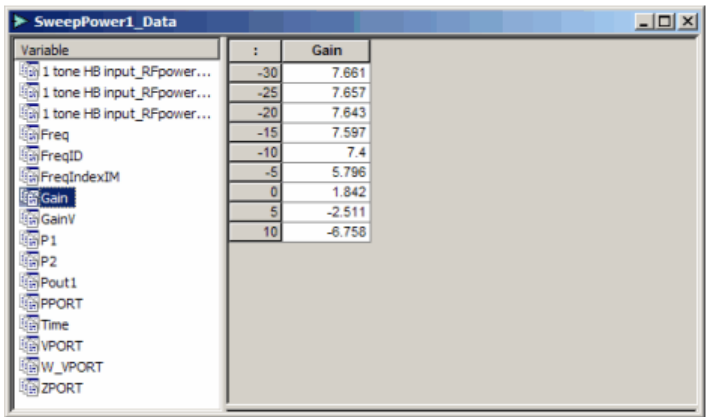 SweepPower1_Data
Variable
1 tone HB input_RFpower...
1 tone HB input_RFpower...
1 tone HB input_RFpower...
Freq
FreqID
FreqIndexIM
Gain
GainV
P1
P2
Pout1
PPORT
Time
VPORT
W_VPORT
ZPORT
: Gain
-30 7.661
-25 7.657
-20 7.643
-15 7.597
-10 7.4
-5 5.796
0 1.842
5 -2.511
10 -6.758